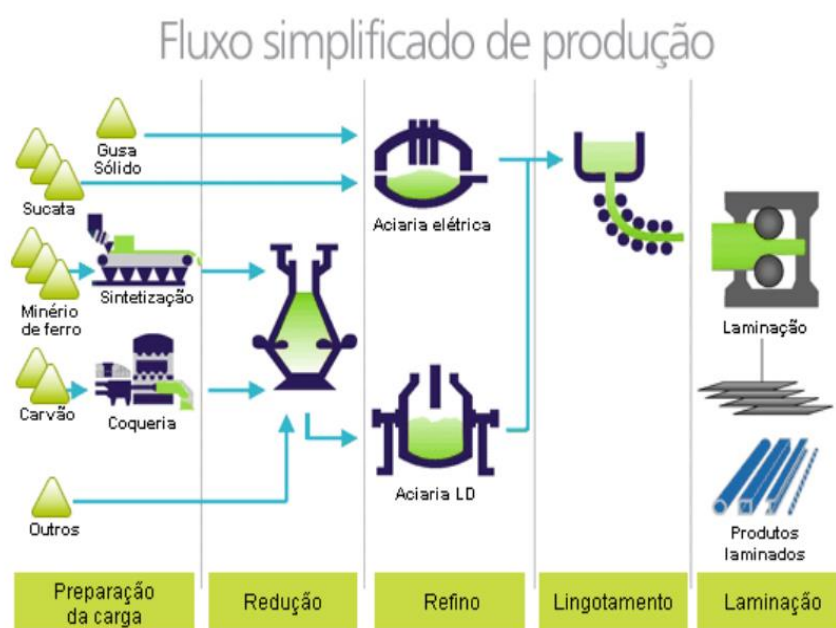 Fluxo simplificado de produção
Gusa
Sólido
Sucata
Aciaria elétrica
Minério
de ferro
Sintetização
Laminação
Carvão
Coqueria
Aciaria LD
Outros
Produtos
laminados
Preparação
da carga
Redução
Refino
Lingotamento
Laminação